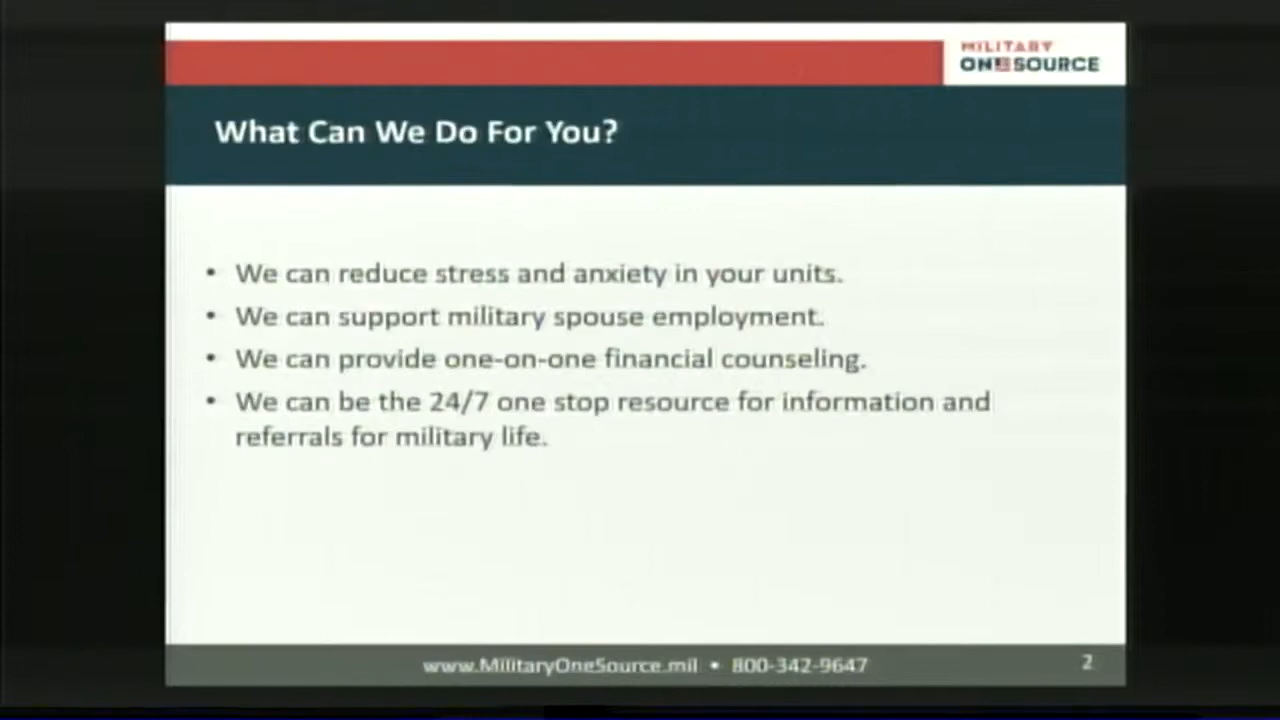 MILITARY
ONESOURCE
What Can We Do For You?
• We can reduce stress and anxiety in your units.
• We can support military spouse employment.
• We can provide one-on-one financial counseling.
• We can be the 24/7 one stop resource for information and
referrals for military life.
www.MilitaryOneSource.mil • 800-342-9647
2